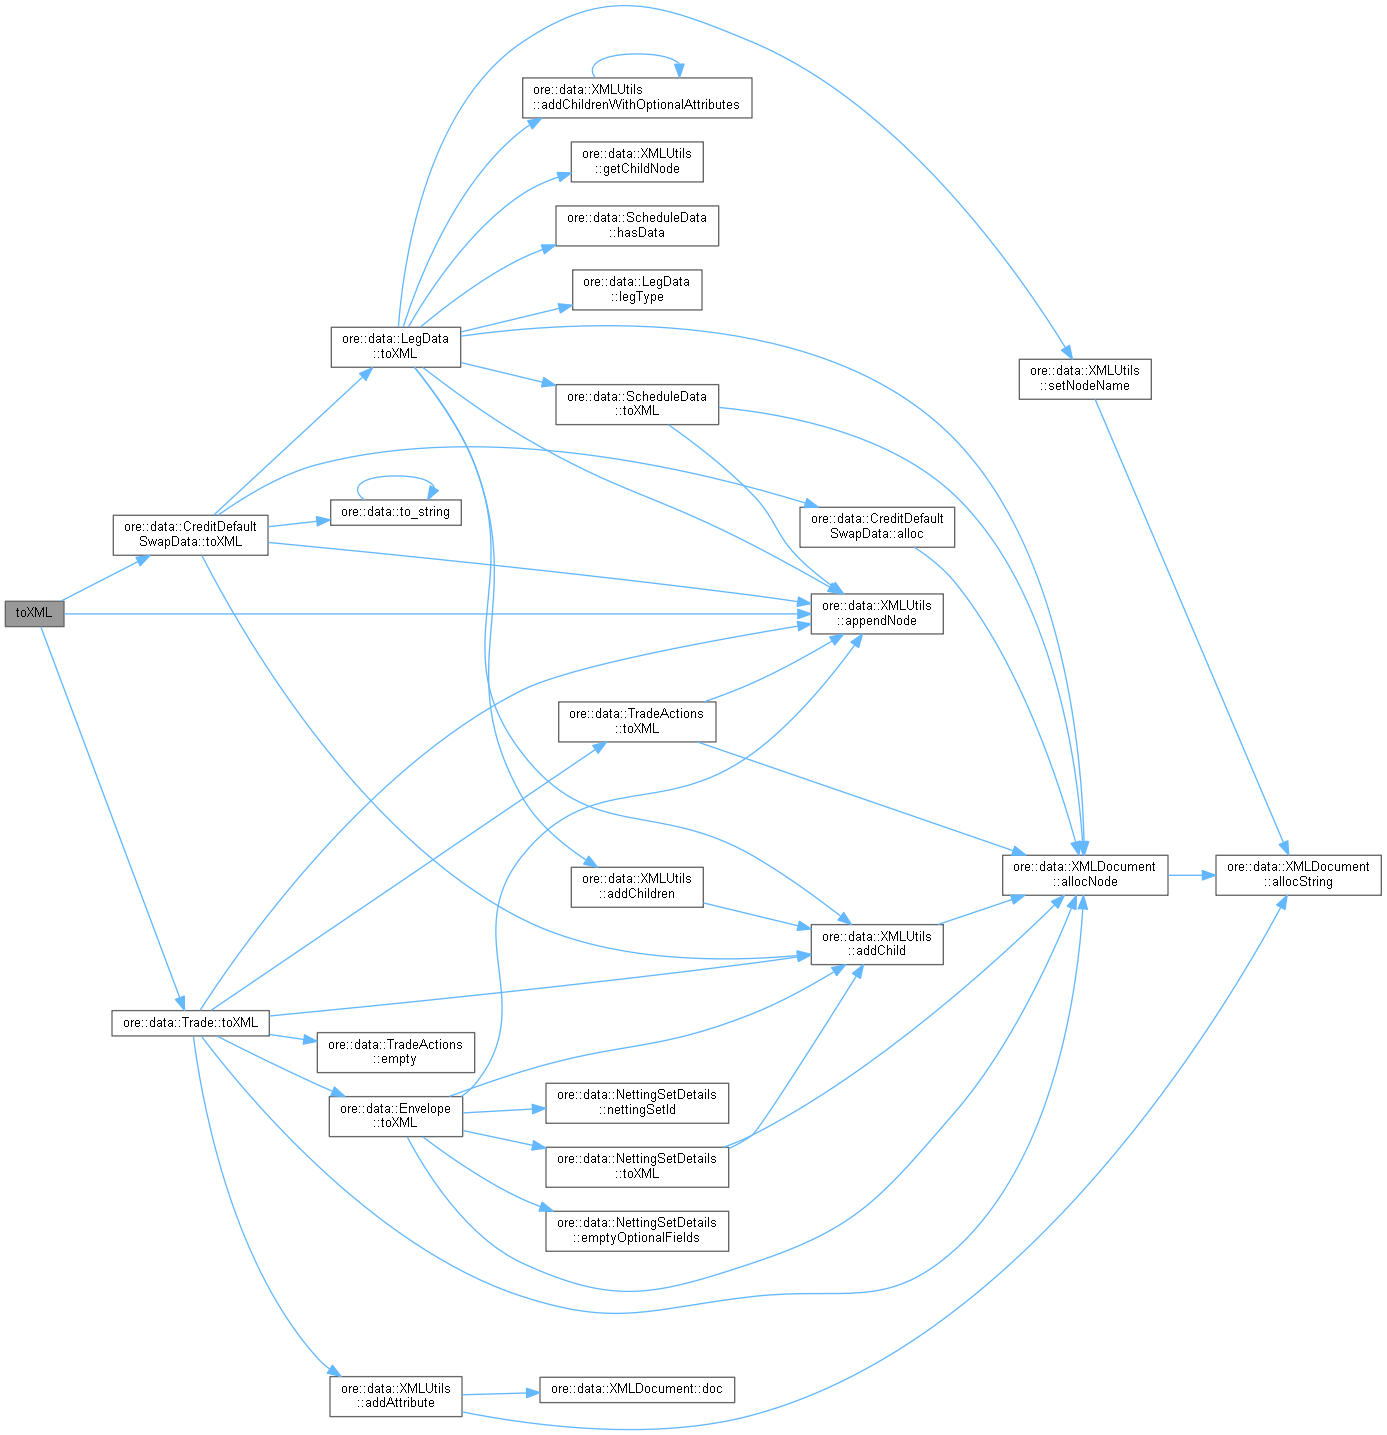 ore::data::XMLUtils
::addChildrenWithOptionalAttributes
ore::data::XMLUtils
::getChildNode
ore::data::ScheduleData
::hasData
ore::data::LegData
::legType
ore::data::LegData
::toXML
ore::data::XMLUtils
::setNodeName
ore::data::ScheduleData
::toXML
ore::data::to_string
ore::data::CreditDefault
SwapData::alloc
ore::data::CreditDefault
SwapData::toXML
toXML
ore::data::XMLUtils
::appendNode
ore::data::TradeActions
::toXML
ore::data::XMLUtils
::addChildren
ore::data::XMLDocument
::allocNode
ore::data::XMLDocument
::allocString
ore::data::XMLUtils
::addChild
ore::data::Trade::toXML
ore::data::TradeActions
::empty
ore::data::Envelope
::toXML
ore::data::NettingSetDetails
::nettingSetId
ore::data::NettingSetDetails
::toXML
ore::data::NettingSetDetails
::emptyOptionalFields
ore::data::XMLUtils
::addAttribute
ore::data::XMLDocument::doc